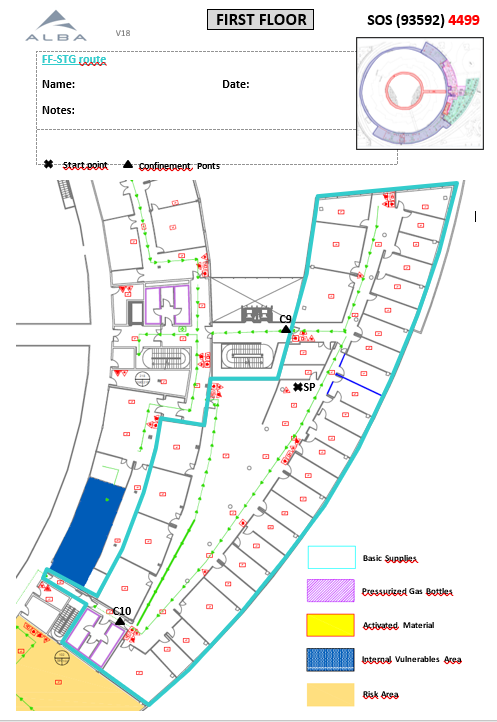 FIRST FLOOR
SOS (93592) 4499
ALBA
V18
FF-STG route
Name:
Date:
Notes:
Start point
Confinement Ponts
C9
SP
C10
Basic Supplies
Pressurized Gas Bottles
Activated Material
Internal Vulnerables Area
Risk Area